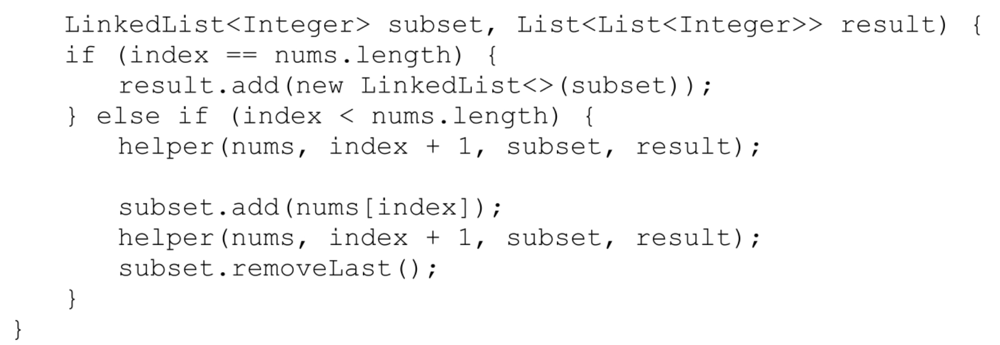 LinkedList<Integer> subset, List<List<Integer>> result) {
if (index == nums.length) {
result.add(new LinkedList<>(subset));
} else if (index < nums.length) {
helper(nums, index + 1, subset, result);
subset.add(nums[index]);
helper(nums, index + 1, subset, result);
subset.removeLast();
}
}